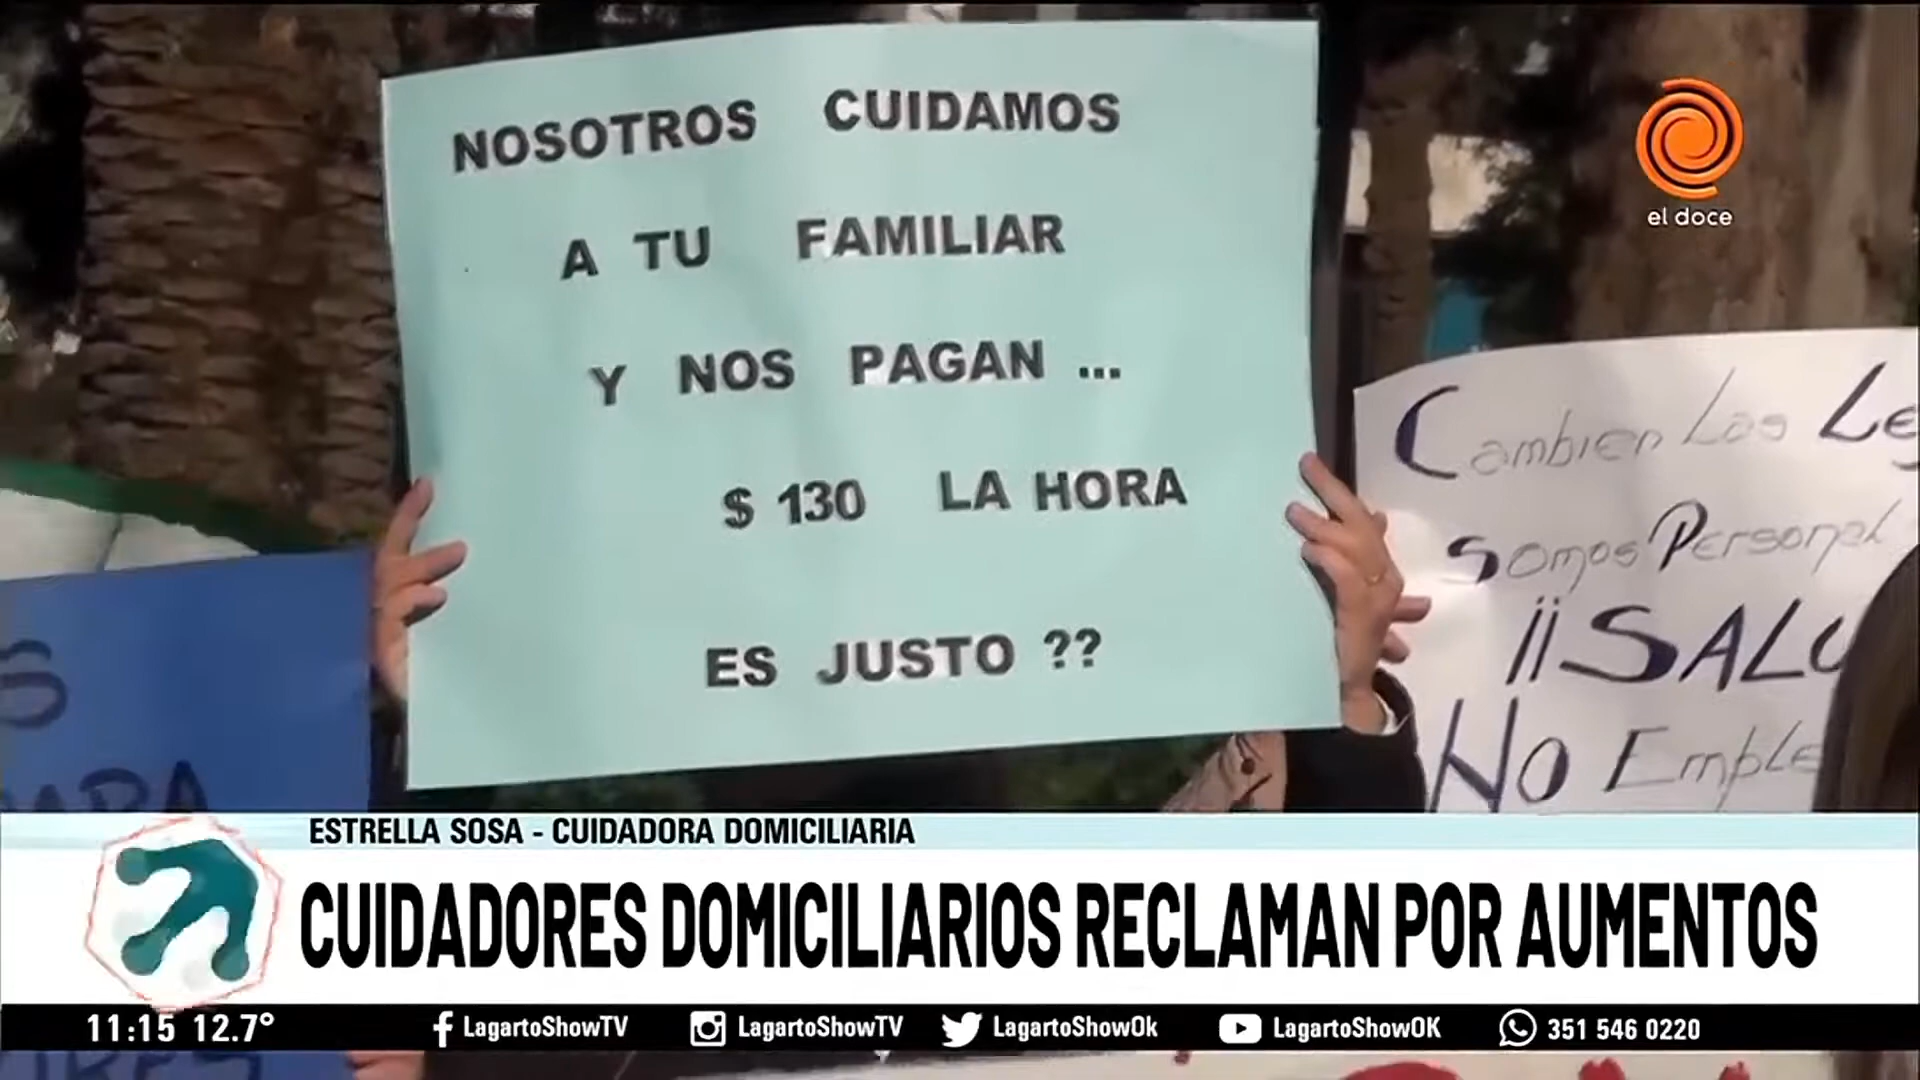 NOSOTROS CUIDAMOS
A TU FAMILIAR
Y NOS PAGAN ...
$ 130 LA HORA
ES JUSTO ??
el doce
Cambien Las
Somos Personal
¡¡SALU
No Emple
ESTRELLA SOSA - CUIDADORA DOMICILIARIA
CUIDADORES DOMICILIARIOS RECLAMAN POR AUMENTOS
11:15 12.7° LagartoShowTV LagartoShowTV LagartoShowOk LagartoShowOK 351 546 0220